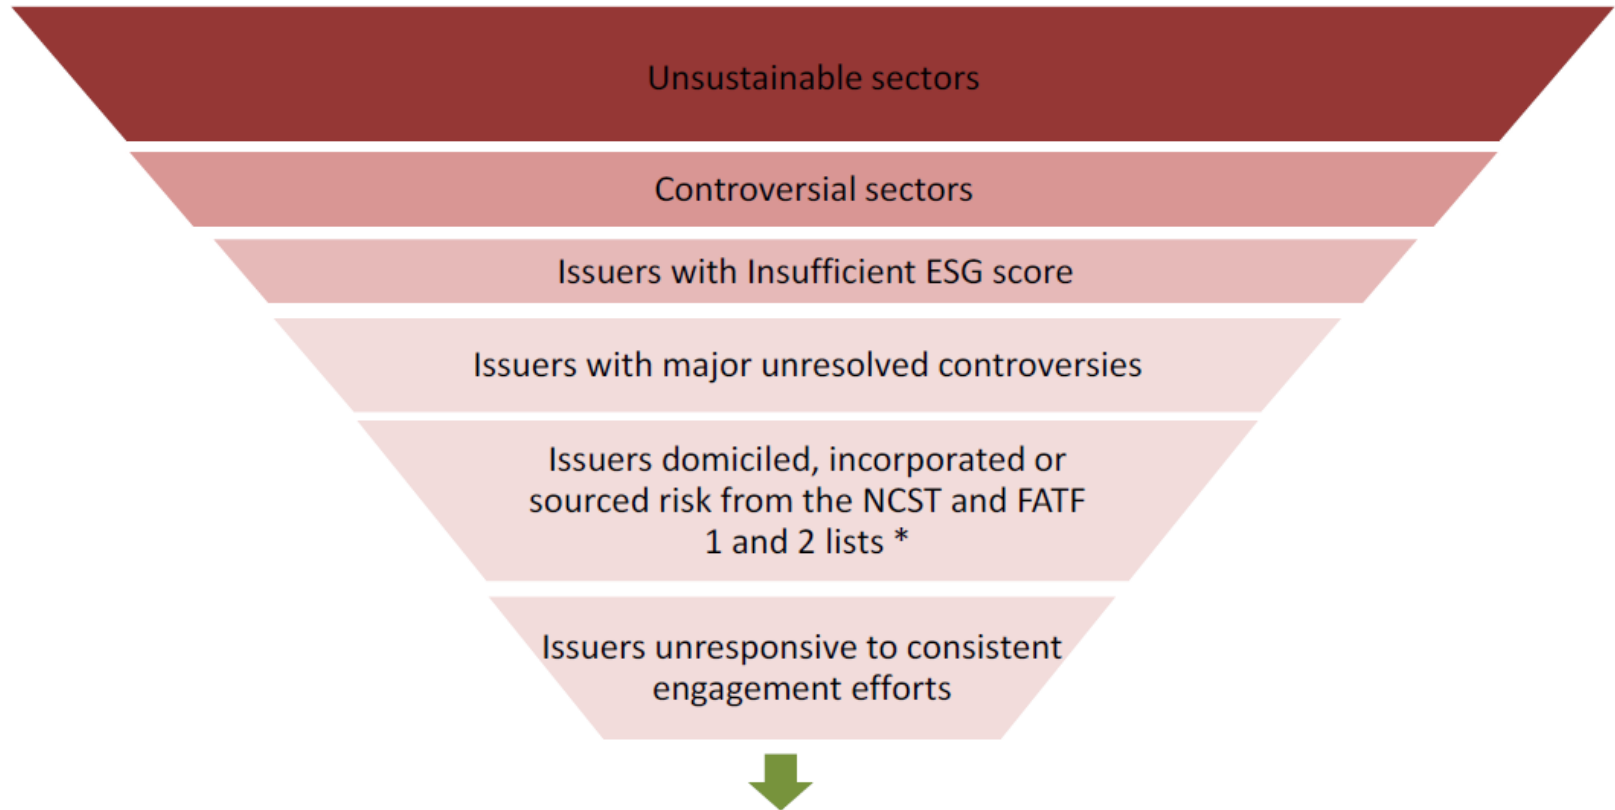 Unsustainable sectors
Controversial sectors
Issuers with Insufficient ESG score
Issuers with major unresolved controversies
Issuers domiciled, incorporated or
sourced risk from the NCST and FATF
1 and 2 lists *
Issuers unresponsive to consistent
engagement efforts